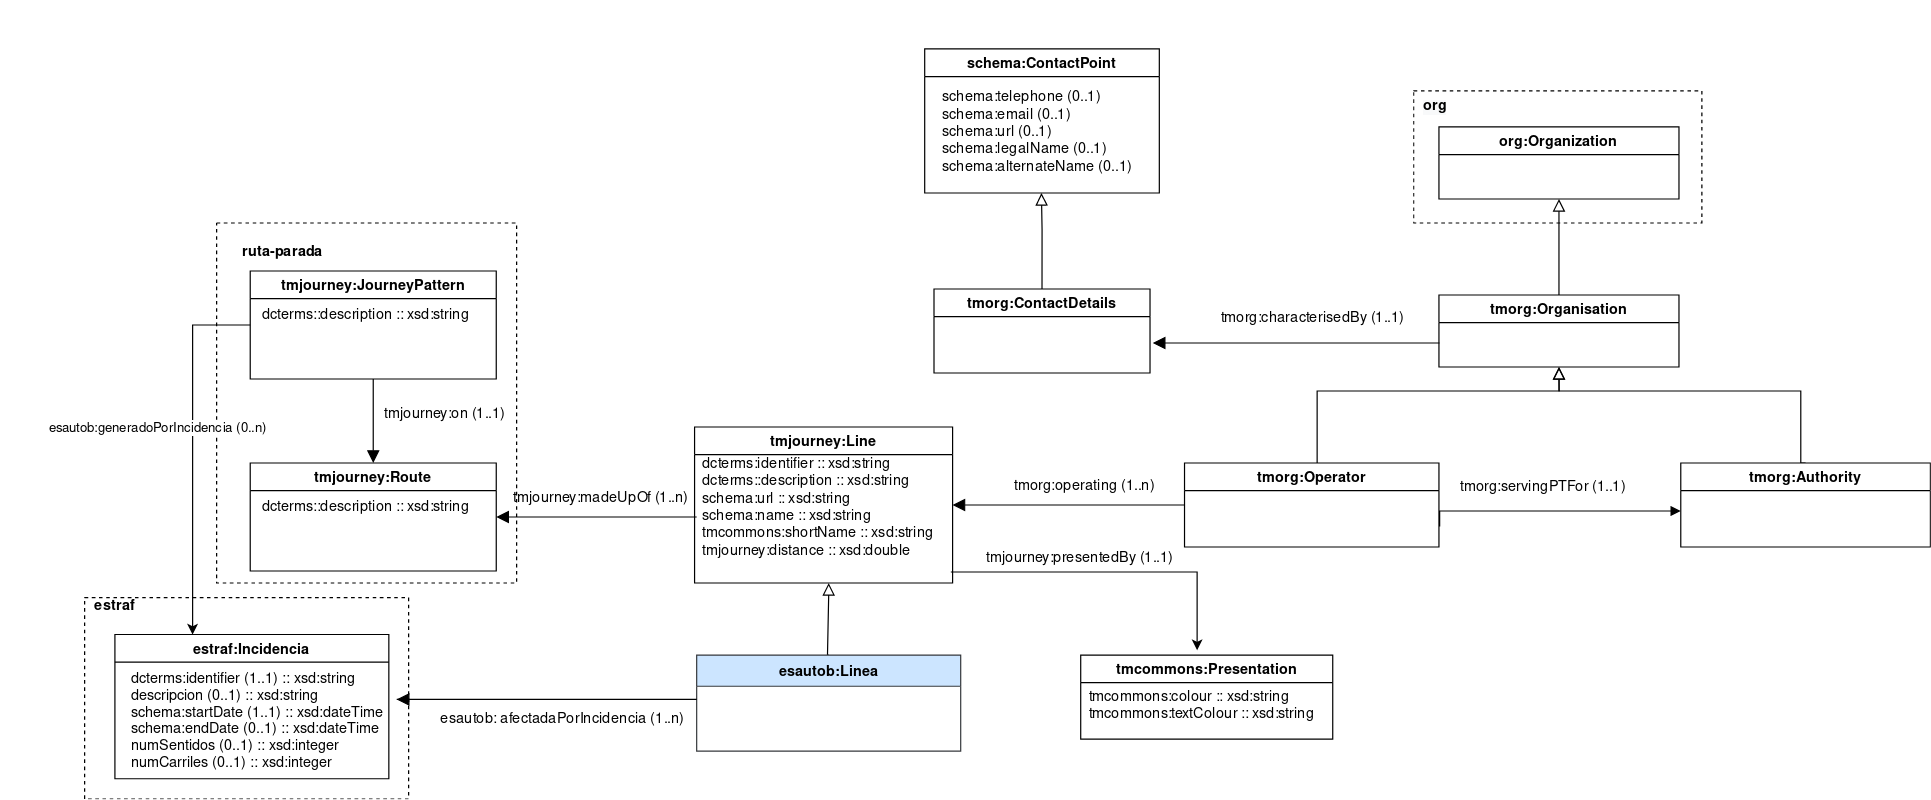 schema:ContactPoint
schema:telephone (0..1)
schema:email (0..1)
schema:url (0..1)
schema:legalName (0..1)
schema:alternateName (0..1)
org
org:Organization
ruta-parada
tmjourney:JourneyPattern
dcterms::description :: xsd:string
tmorg:ContactDetails
tmorg:characterisedBy (1..1)
tmorg:Organisation
esautob:generadoPorIncidencia (0..n)
tmjourney:on (1..1)
tmjourney:Route
dcterms::description :: xsd:string
tmjourney:madeUpOf (1..n)
tmjourney:Line
dcterms:identifier :: xsd:string
dcterms::description :: xsd:string
schema:url :: xsd:string
schema:name :: xsd:string
tmcommons:shortName :: xsd:string
tmjourney:distance :: xsd:double
tmorg:operating (1..n)
tmorg:Operator
tmorg:servingPTFor (1..1)
tmorg:Authority
tmjourney:presentedBy (1..1)
estraf
estraf:Incidencia
dcterms:identifier (1..1) :: xsd:string
descripcion (0..1) :: xsd:string
schema:startDate (1..1) :: xsd:dateTime
schema:endDate (0..1) :: xsd:dateTime
numSentidos (0..1) :: xsd:integer
numCarriles (0..1) :: xsd:integer
esautob: afectadaPorIncidencia (1..n)
esautob:Linea
tmcommons:Presentation
tmcommons:colour :: xsd:string
tmcommons:textColour :: xsd:string